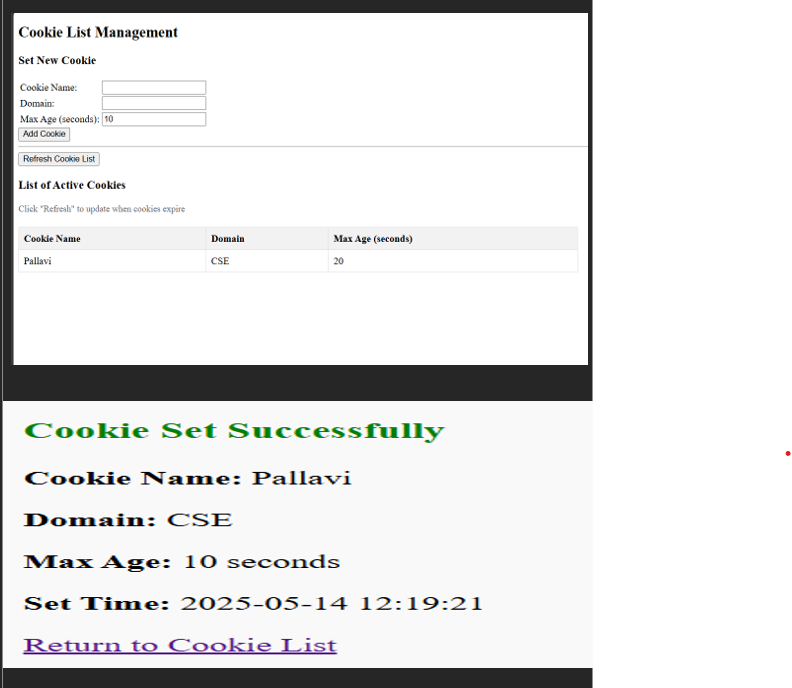 Cookie List Management
Set New Cookie
Cookie Name:
Domain:
Max Age (seconds): 10
Add Cookie
Refresh Cookie List
List of Active Cookies
Click "Refresh" to update when cookies expire
Cookie Name Domain Max Age (seconds)
Pallavi CSE 20
Cookie Set Successfully
Cookie Name: Pallavi
Domain: CSE
Max Age: 10 seconds
Set Time: 2025-05-14 12:19:21
Return to Cookie List